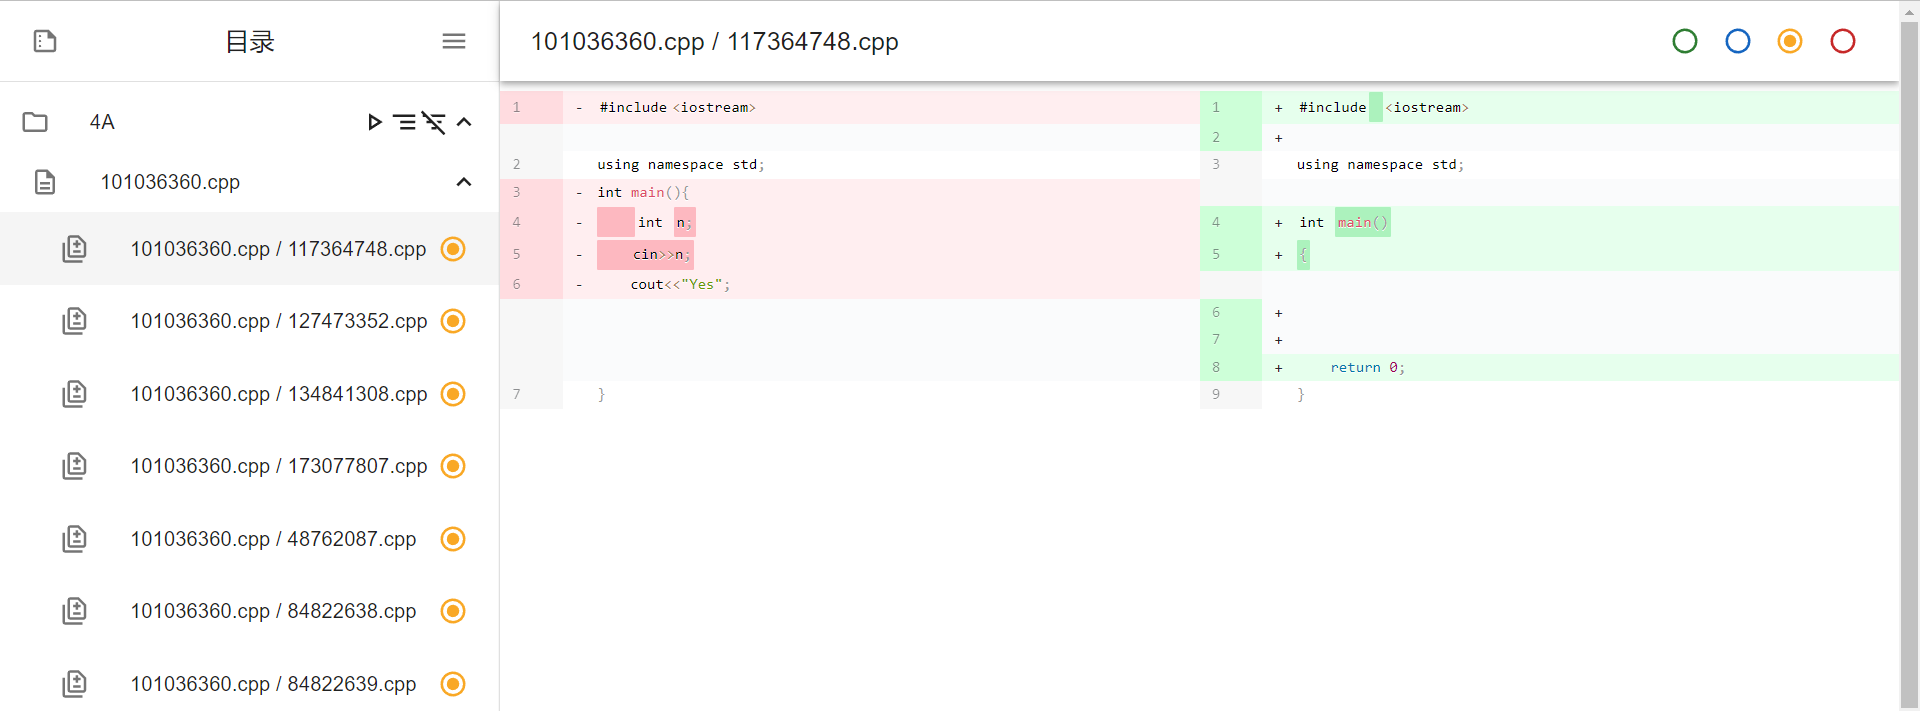 目录
4A
101036360.cpp
101036360.cpp / 117364748.cpp
101036360.cpp / 127473352.cpp
101036360.cpp / 134841308.cpp
101036360.cpp / 173077807.cpp
101036360.cpp / 48762087.cpp
101036360.cpp / 84822638.cpp
101036360.cpp / 84822639.cpp
101036360.cpp / 117364748.cpp
1 - #include <iostream>
2 using namespace std;
3 - int main(){
4 - int n;
5 - cin>>n;
6 - cout<<"Yes";
7 }
1 + #include <iostream>
2 +
3 using namespace std;
4 + int main()
5 + {
6 +
7 +
8 + return 0;
9 }